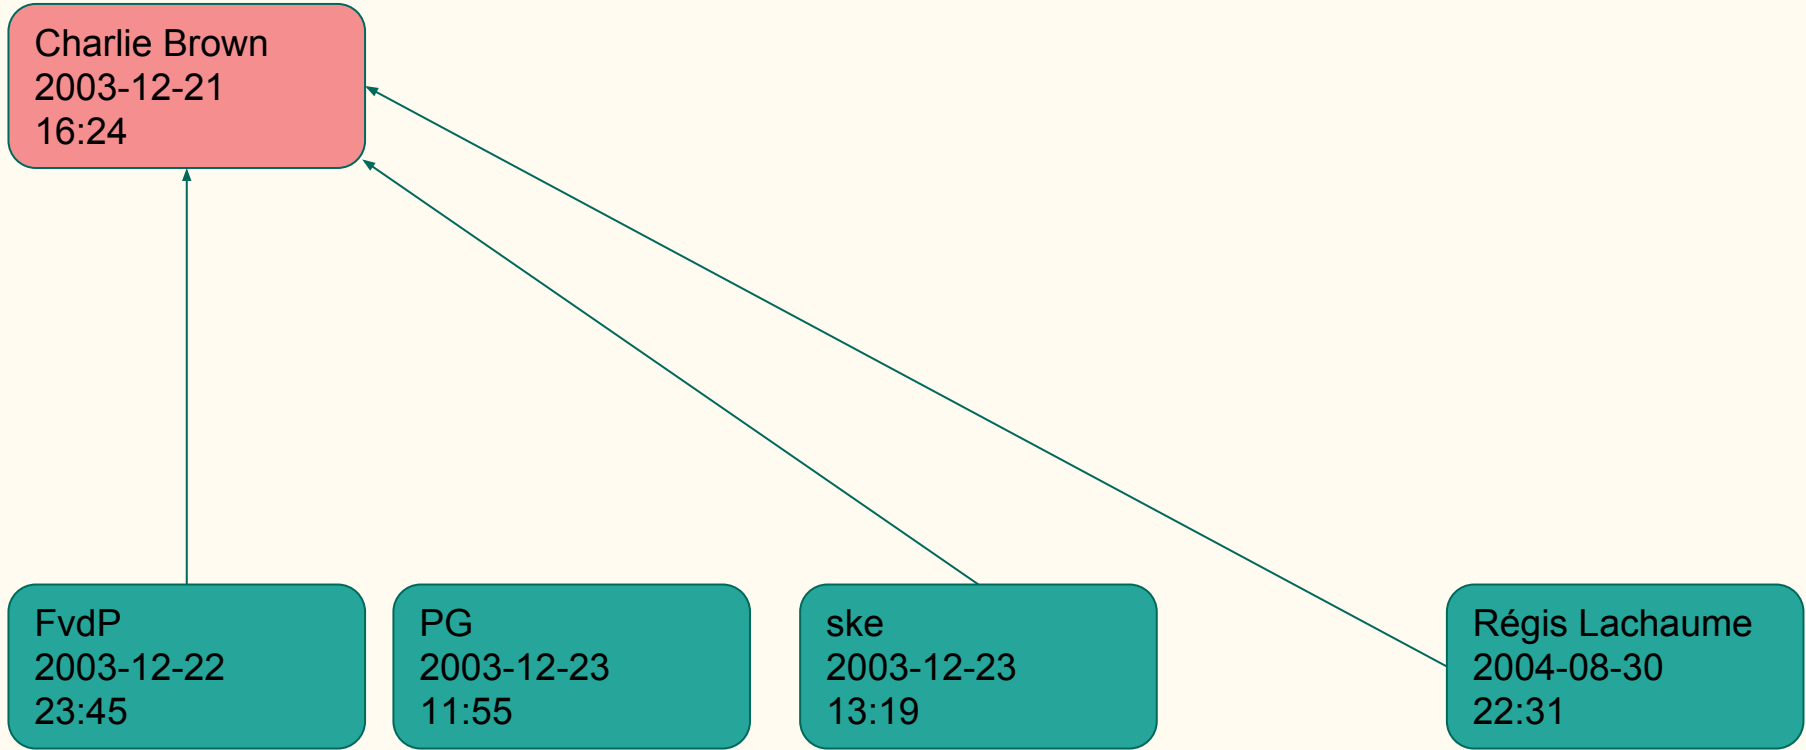 Charlie Brown
2003-12-21
16:24
FvdP
2003-12-22
23:45
PG
2003-12-23
11:55
ske
2003-12-23
13:19
Régis Lachaume
2004-08-30
22:31